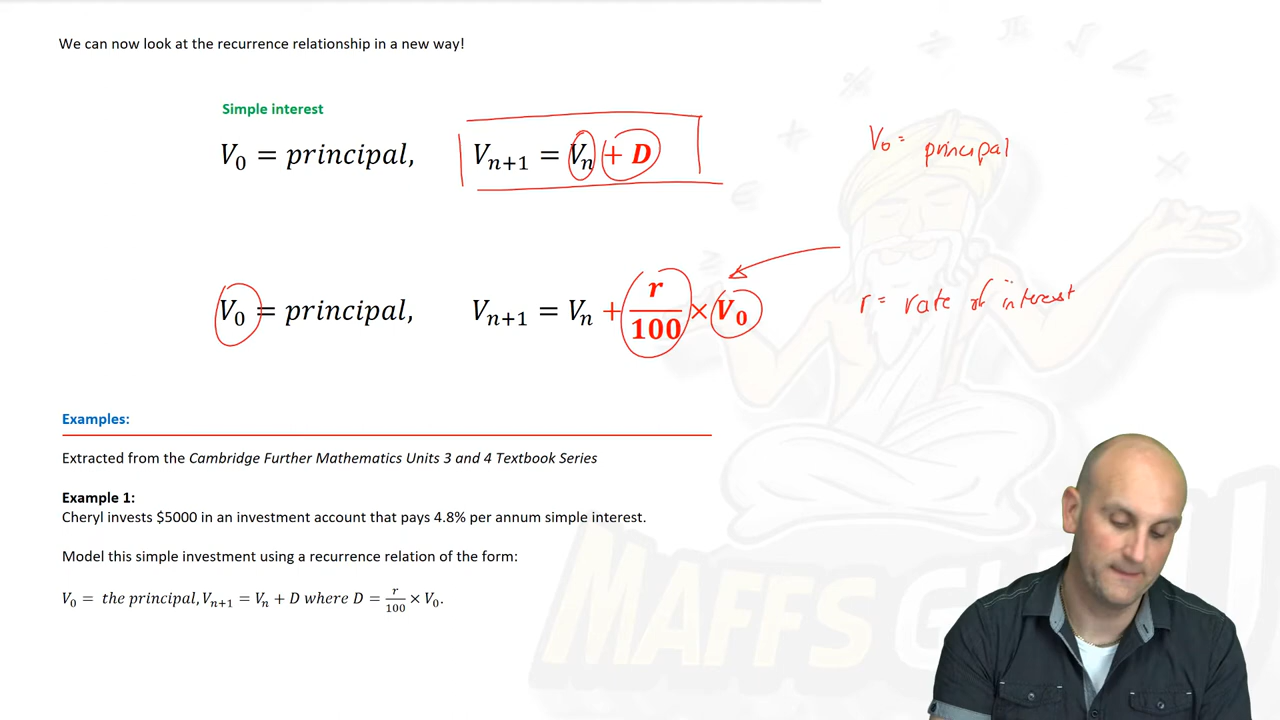 We can now look at the recurrence relationship in a new way!
Simple interest
V₀ = principal, Vₙ₊₁ = Vₙ + D
V₀ = principal
V₀ = principal, Vₙ₊₁ = Vₙ + r/100 × V₀
r = rate of interest
Examples:
Extracted from the Cambridge Further Mathematics Units 3 and 4 Textbook Series
Example 1:
Cheryl invests $5000 in an investment account that pays 4.8% per annum simple interest.
Model this simple investment using a recurrence relation of the form:
V₀ = the principal, Vₙ₊₁ = Vₙ + D where D = r/100 × V₀.
MAFFS GURU